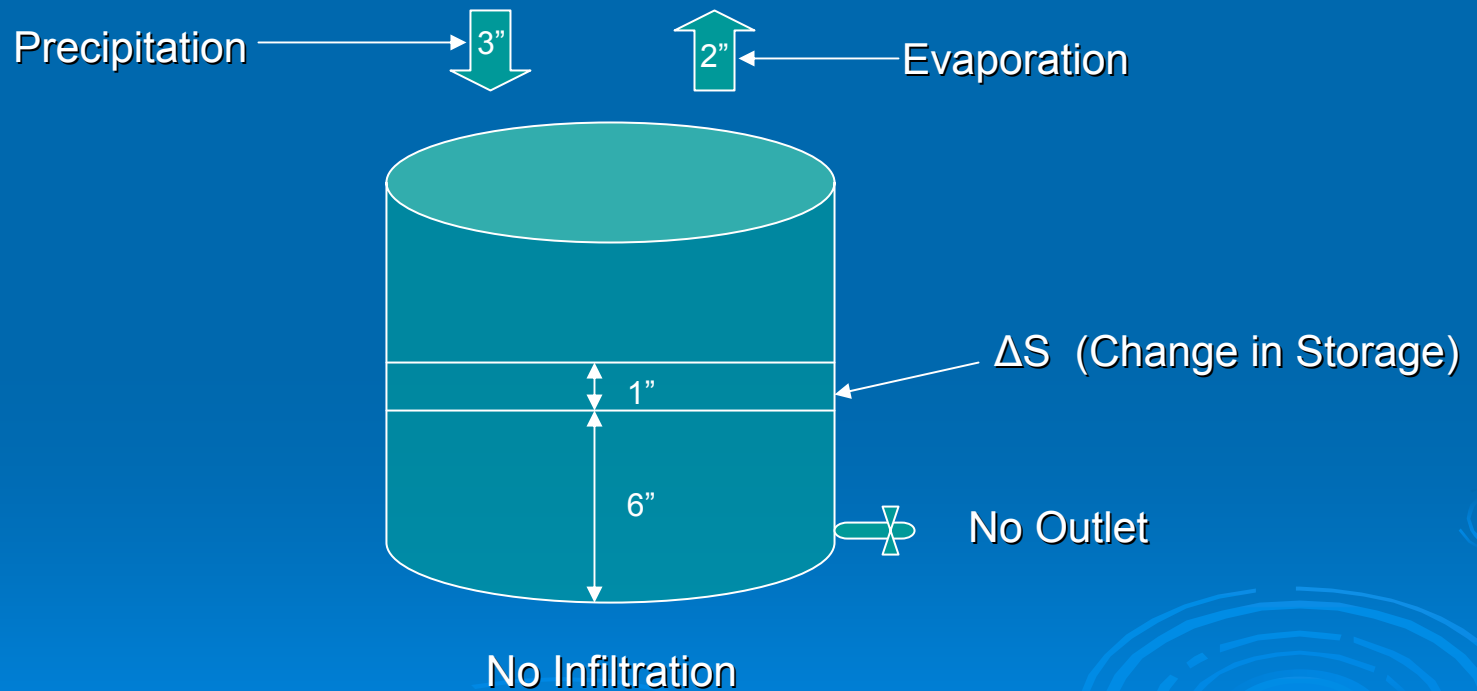 Precipitation
3”
2”
Evaporation
ΔS (Change in Storage)
1”
6”
No Outlet
No Infiltration